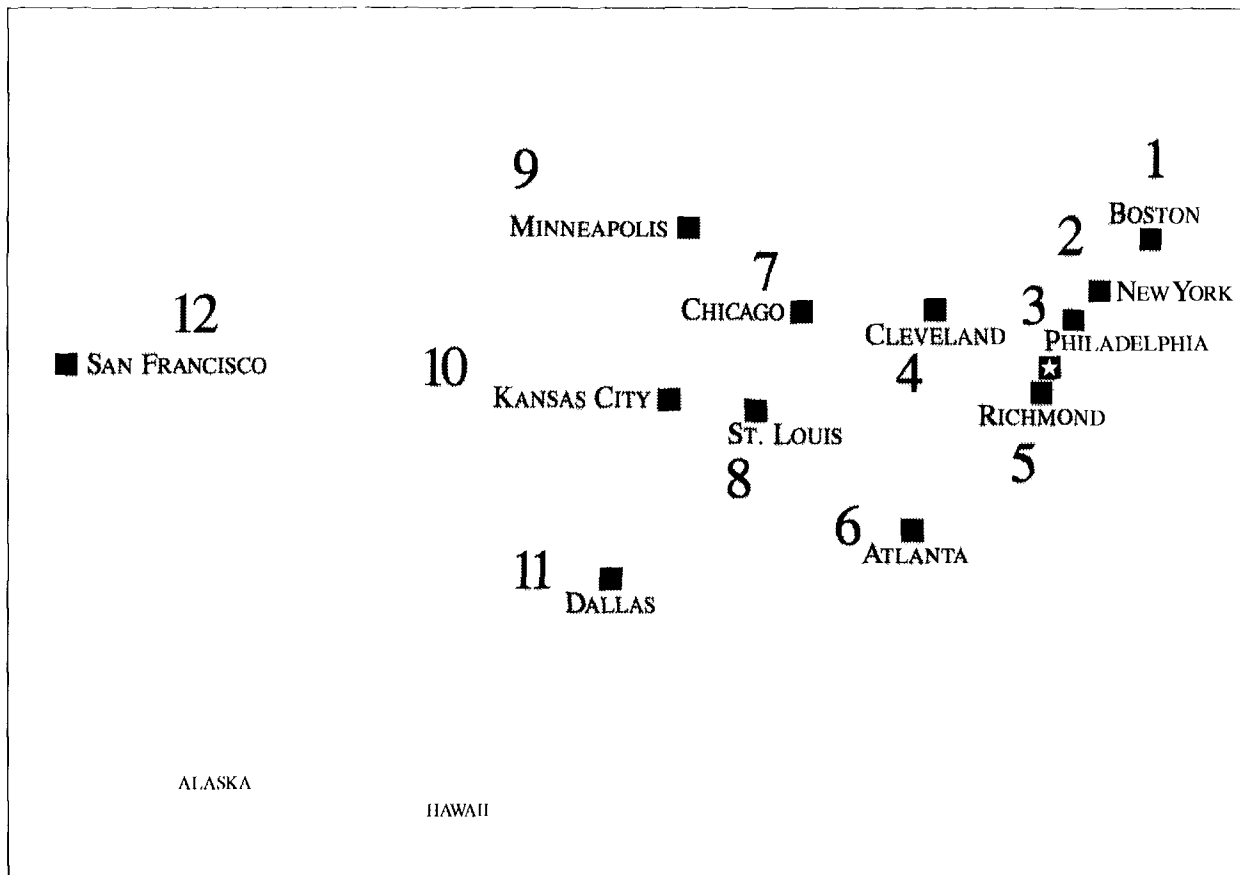 1
9
BOSTON
2
MINNEAPOLIS
7
NEW YORK
12
CHICAGO
3
CLEVELAND
PHILADELPHIA
SAN FRANCISCO
10
4
KANSAS CITY
RICHMOND
ST. LOUIS
5
8
6
ATLANTA
11
DALLAS
ALASKA
HAWAII